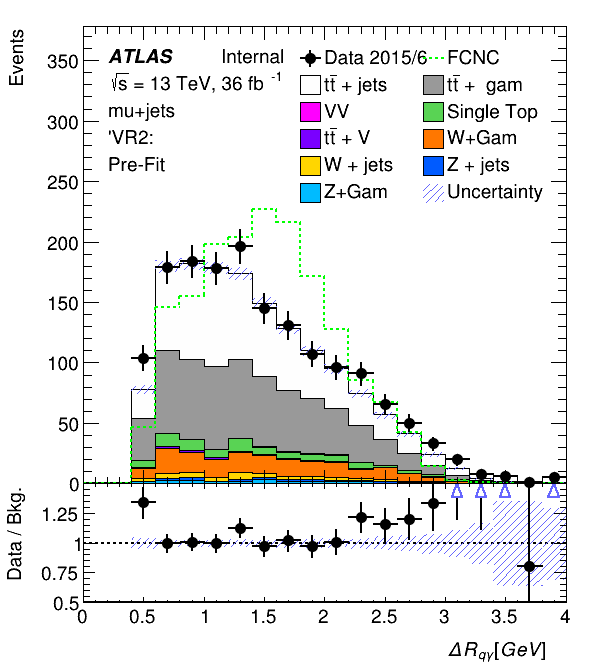 Events
350
300
250
200
150
100
50
0
ATLAS Internal
√s = 13 TeV, 36 fb -1
mu+jets
'VR2:
Pre-Fit
Data 2015/6 FCNC
tt̄ + jets tt̄ + gam
VV Single Top
tt̄ + V W+Gam
W + jets Z + jets
Z+Gam Uncertainty
Data / Bkg.
1.25
1
0.75
0.5
0 0.5 1 1.5 2 2.5 3 3.5 4
ΔR_qγ[GeV]